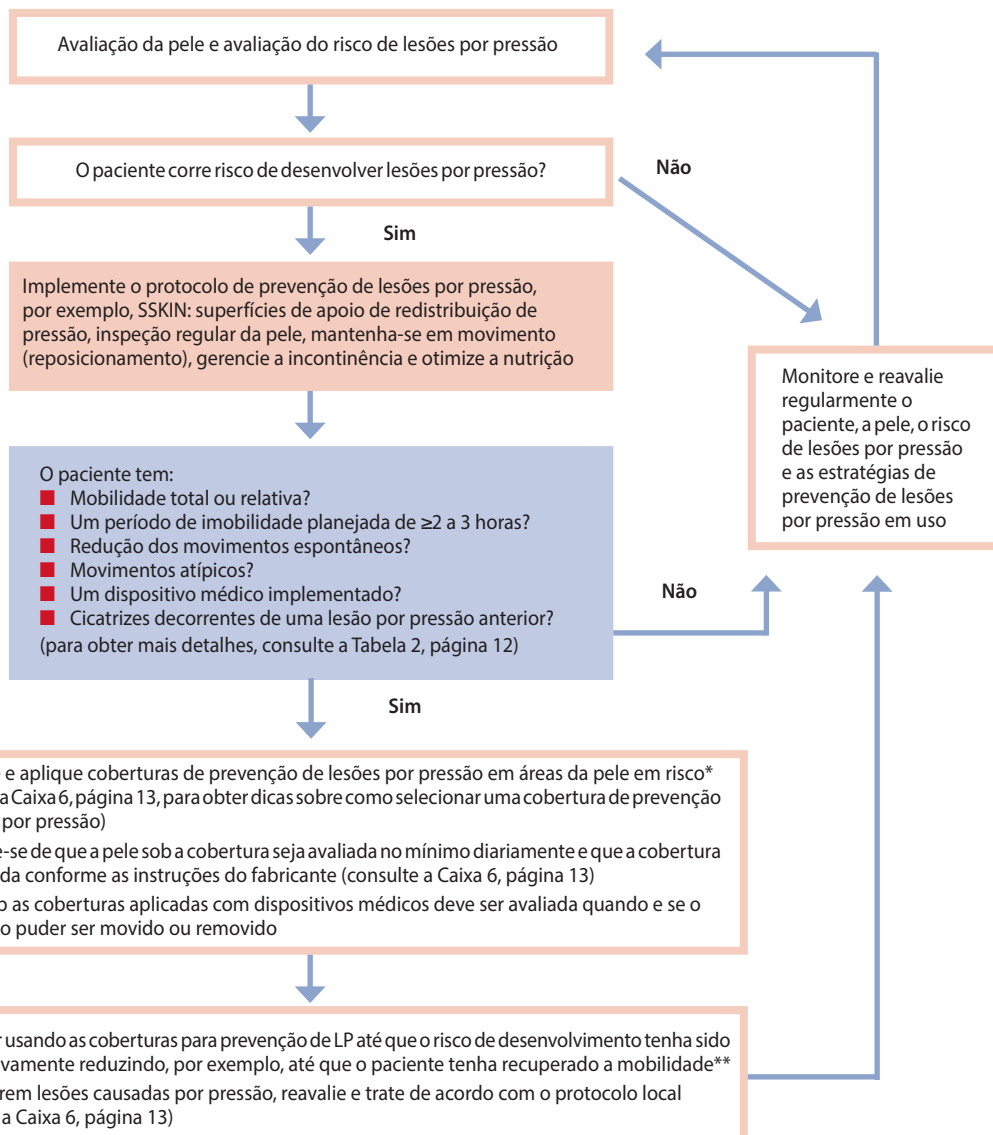 Avaliação da pele e avaliação do risco de lesões por pressão
O paciente corre risco de desenvolver lesões por pressão?
Não
Sim
Implemente o protocolo de prevenção de lesões por pressão,
por exemplo, SSKIN: superfícies de apoio de redistribuição de
pressão, inspeção regular da pele, mantenha-se em movimento
(reposicionamento), gerencie a incontinência e otimize a nutrição
Monitore e reavalie
regularmente o
paciente, a pele, o risco
de lesões por pressão
e as estratégias de
prevenção de lesões
por pressão em uso
O paciente tem:
Mobilidade total ou relativa?
Um período de imobilidade planejada de ≥2 a 3 horas?
Redução dos movimentos espontâneos?
Movimentos atípicos?
Um dispositivo médico implementado?
Cicatrizes decorrentes de uma lesão por pressão anterior?
(para obter mais detalhes, consulte a Tabela 2, página 12)
Não
Sim
e aplique coberturas de prevenção de lesões por pressão em áreas da pele em risco*
a Caixa 6, página 13, para obter dicas sobre como selecionar uma cobertura de prevenção
por pressão)
e-se de que a pele sob a cobertura seja avaliada no mínimo diariamente e que a cobertura
da conforme as instruções do fabricante (consulte a Caixa 6, página 13)
as coberturas aplicadas com dispositivos médicos deve ser avaliada quando e se o
o puder ser movido ou removido
r usando as coberturas para prevenção de LP até que o risco de desenvolvimento tenha sido
vamente reduzindo, por exemplo, até que o paciente tenha recuperado a mobilidade**
rem lesões causadas por pressão, reavalie e trate de acordo com o protocolo local
a Caixa 6, página 13)